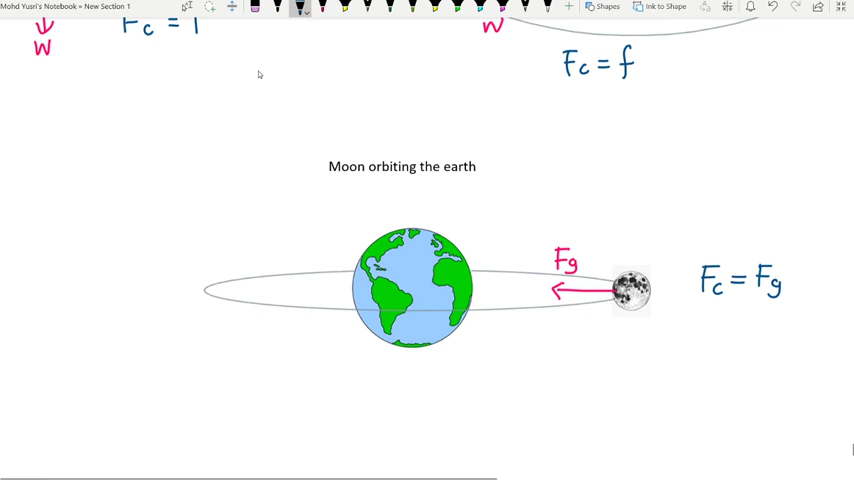 Mohd Yusri's Notebook » New Section 1
Shapes
Ink to Shape
W
W
Fc = f
Moon orbiting the earth
Fg
Fc = Fg